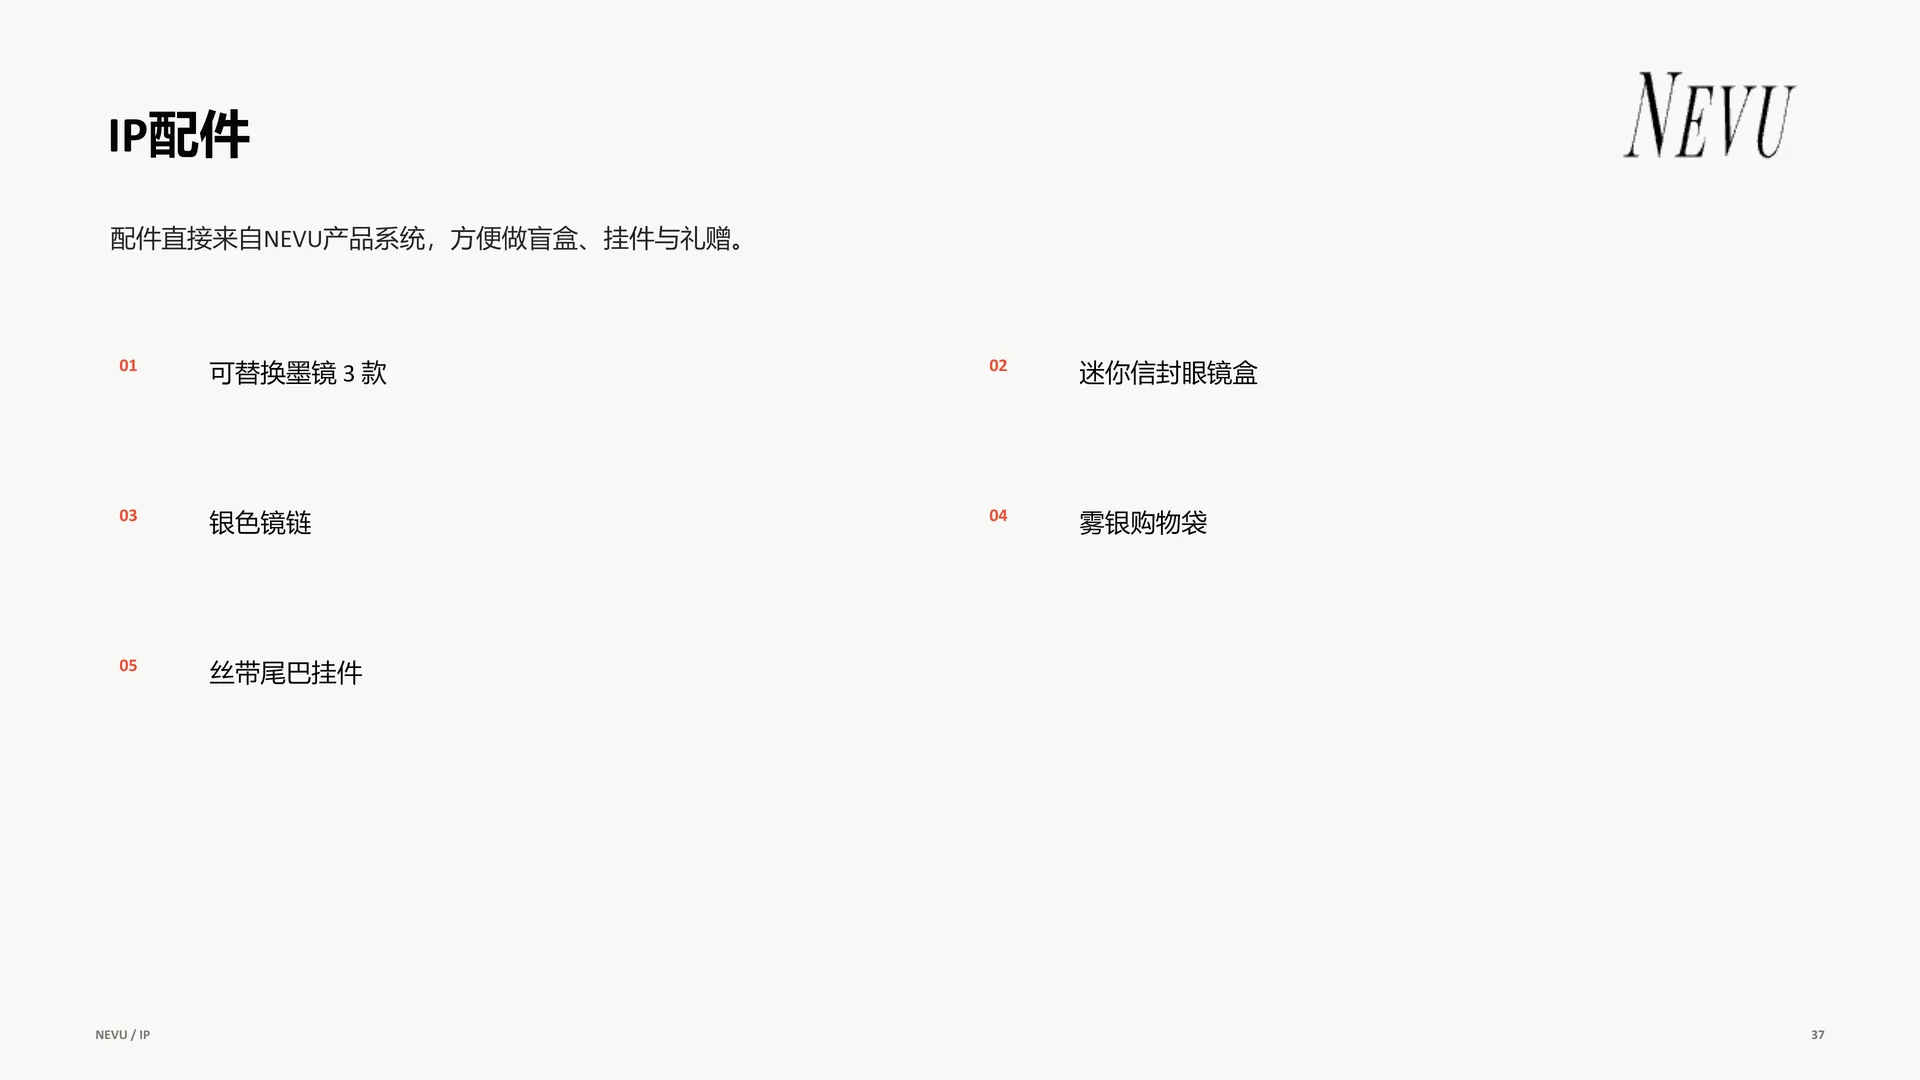 NEVU
IP配件
配件直接来自NEVU产品系统，方便做盲盒、挂件与礼赠。
01 可替换墨镜 3 款
02 迷你信封眼镜盒
03 银色镜链
04 雾银购物袋
05 丝带尾巴挂件
NEVU / IP
37